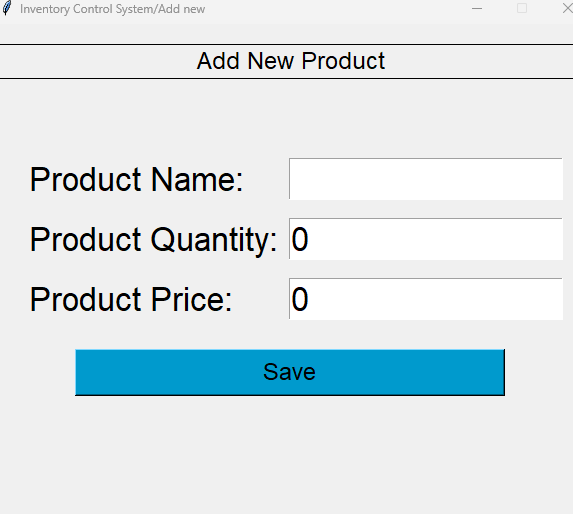 Inventory Control System/Add new
Add New Product
Product Name:
Product Quantity: 0
Product Price: 0
Save